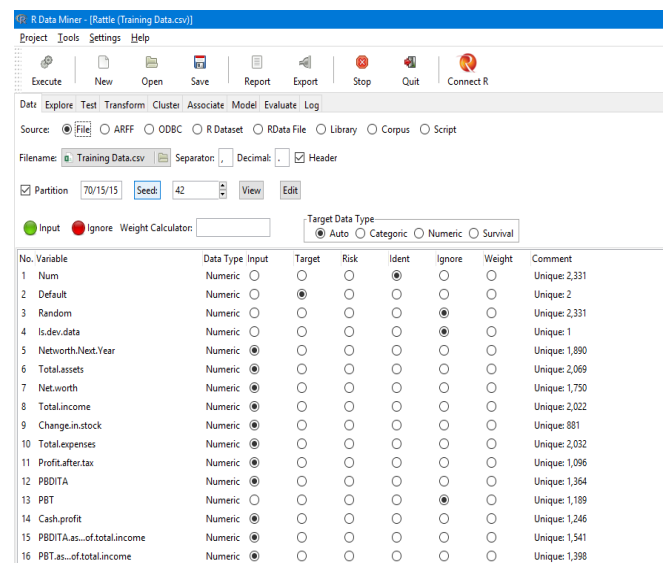 R Data Miner - [Rattle (Training Data.csv)]
Project Tools Settings Help
Execute New Open Save Report Export Stop Quit Connect R
Data Explore Test Transform Cluster Associate Model Evaluate Log
Source: File ARFF ODBC R Dataset RData File Library Corpus Script
Filename: Training Data.csv Separator: , Decimal: . Header
Partition 70/15/15 Seed: 42 View Edit
Target Data Type
Input Ignore Weight Calculator: Auto Categoric Numeric Survival
No. Variable Data Type Input Target Risk Ident Ignore Weight Comment
1 Num Numeric Unique: 2,331
2 Default Numeric Unique: 2
3 Random Numeric Unique: 2,331
4 Is.dev.data Numeric Unique: 1
5 Networth.Next.Year Numeric Unique: 1,890
6 Total.assets Numeric Unique: 2,069
7 Net.worth Numeric Unique: 1,750
8 Total.income Numeric Unique: 2,022
9 Change.in.stock Numeric Unique: 881
10 Total.expenses Numeric Unique: 2,032
11 Profit.after.tax Numeric Unique: 1,096
12 PBDITA Numeric Unique: 1,364
13 PBT Numeric Unique: 1,189
14 Cash.profit Numeric Unique: 1,246
15 PBDITA.as...of.total.income Numeric Unique: 1,541
16 PBT.as...of.total.income Numeric Unique: 1,398